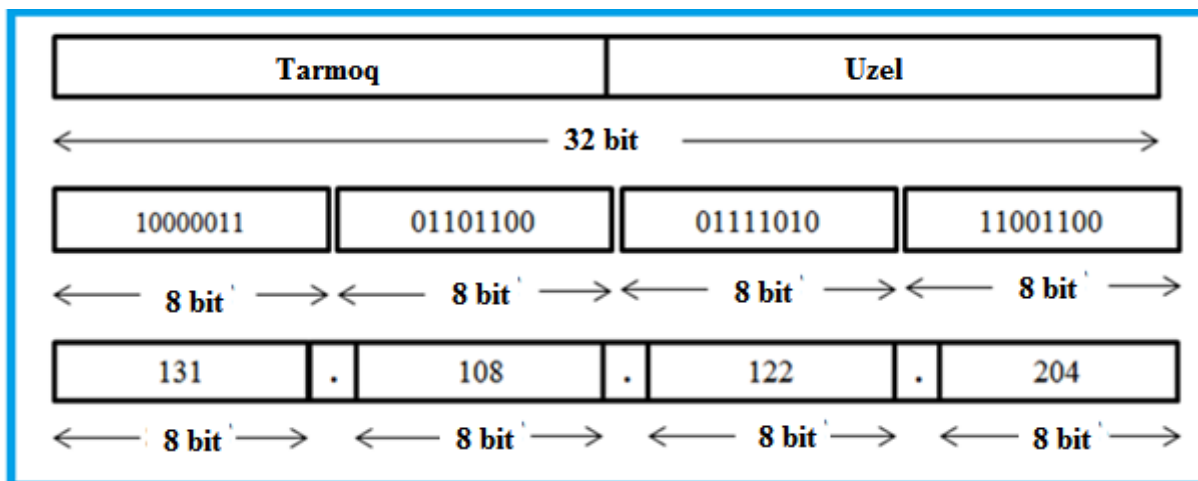 Tarmoq Uzel
32 bit
10000011 01101100 01111010 11001100
8 bit 8 bit 8 bit 8 bit
131 . 108 . 122 . 204
8 bit 8 bit 8 bit 8 bit